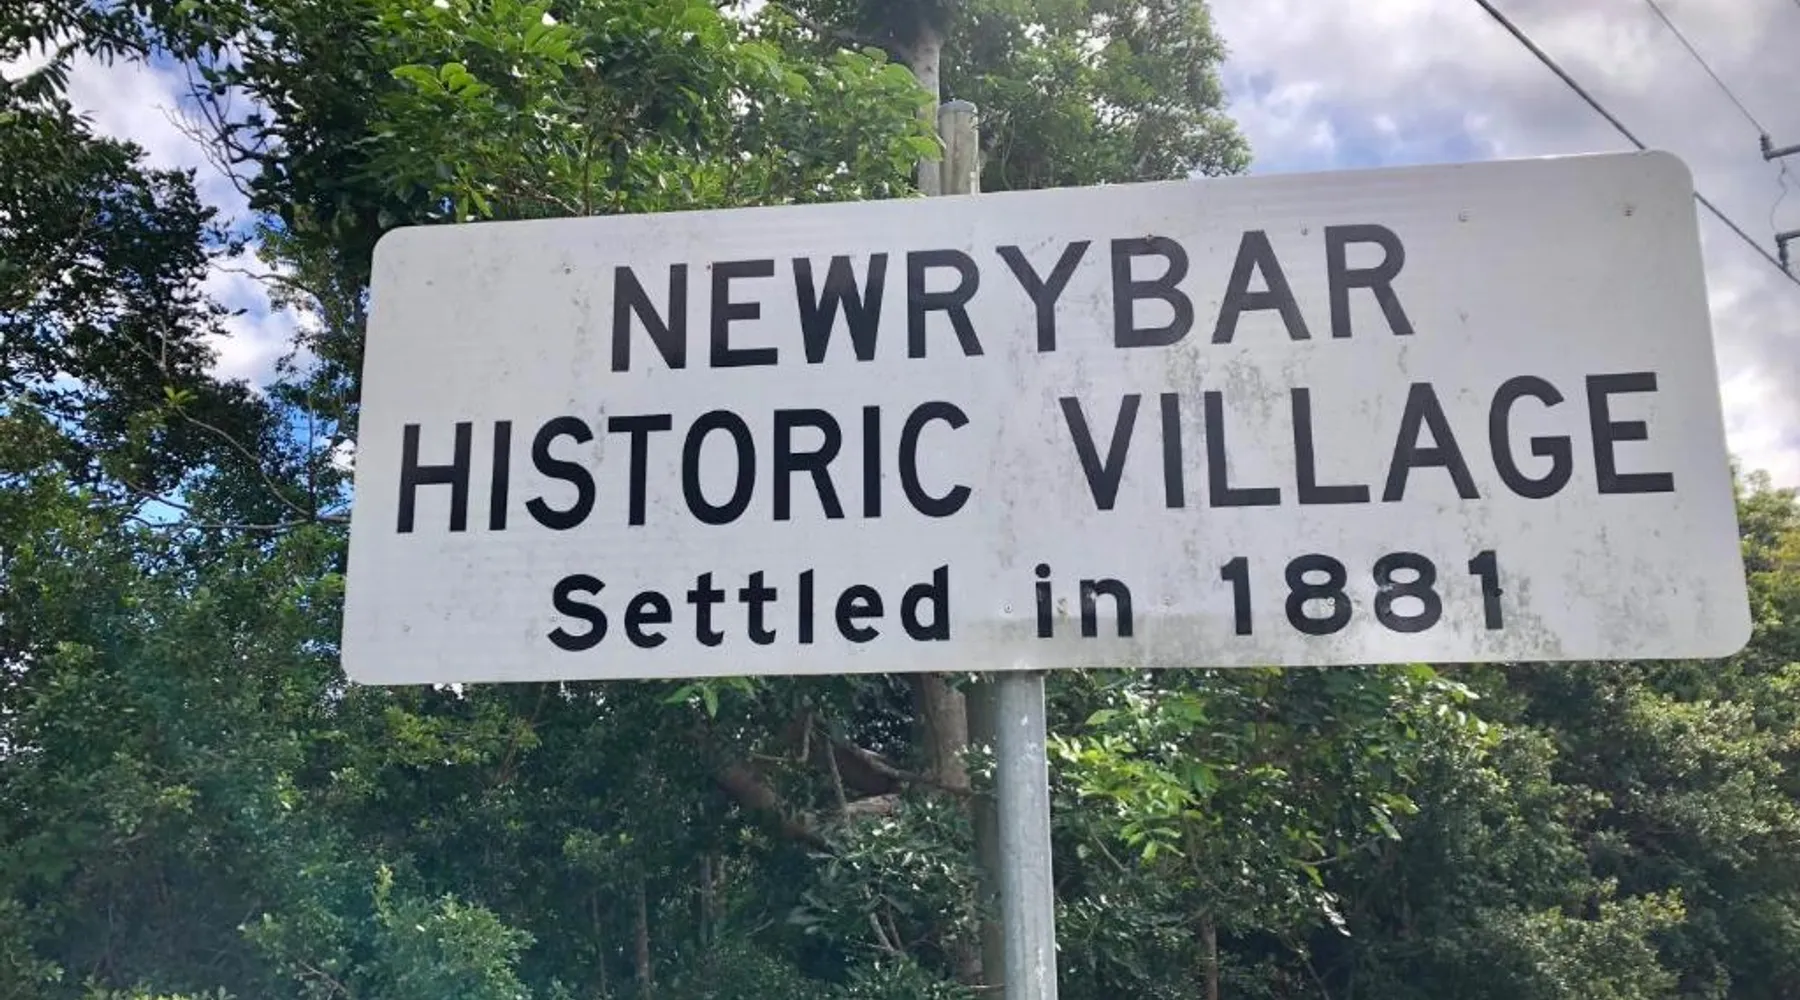 NEWRYBAR
HISTORIC VILLAGE
Settled in 1881